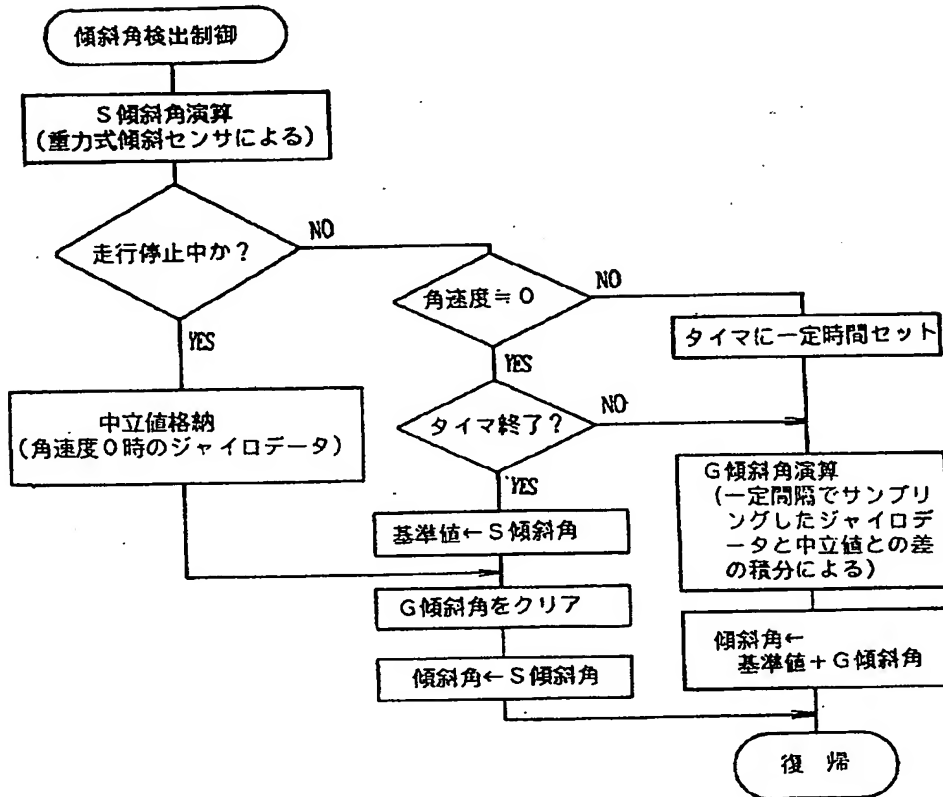 傾斜角検出制御
S傾斜角演算
(重力式傾斜センサによる)
走行停止中か?
NO
YES
中立値格納
(角速度0時のジャイロデータ)
角速度≒0
NO
YES
タイマ終了?
NO
YES
基準値←S傾斜角
G傾斜角をクリア
傾斜角←S傾斜角
タイマに一定時間セット
G傾斜角演算
(一定間隔でサンプリ
ングしたジャイロデ
ータと中立値との差
の積分による)
傾斜角←
基準値+G傾斜角
復 帰